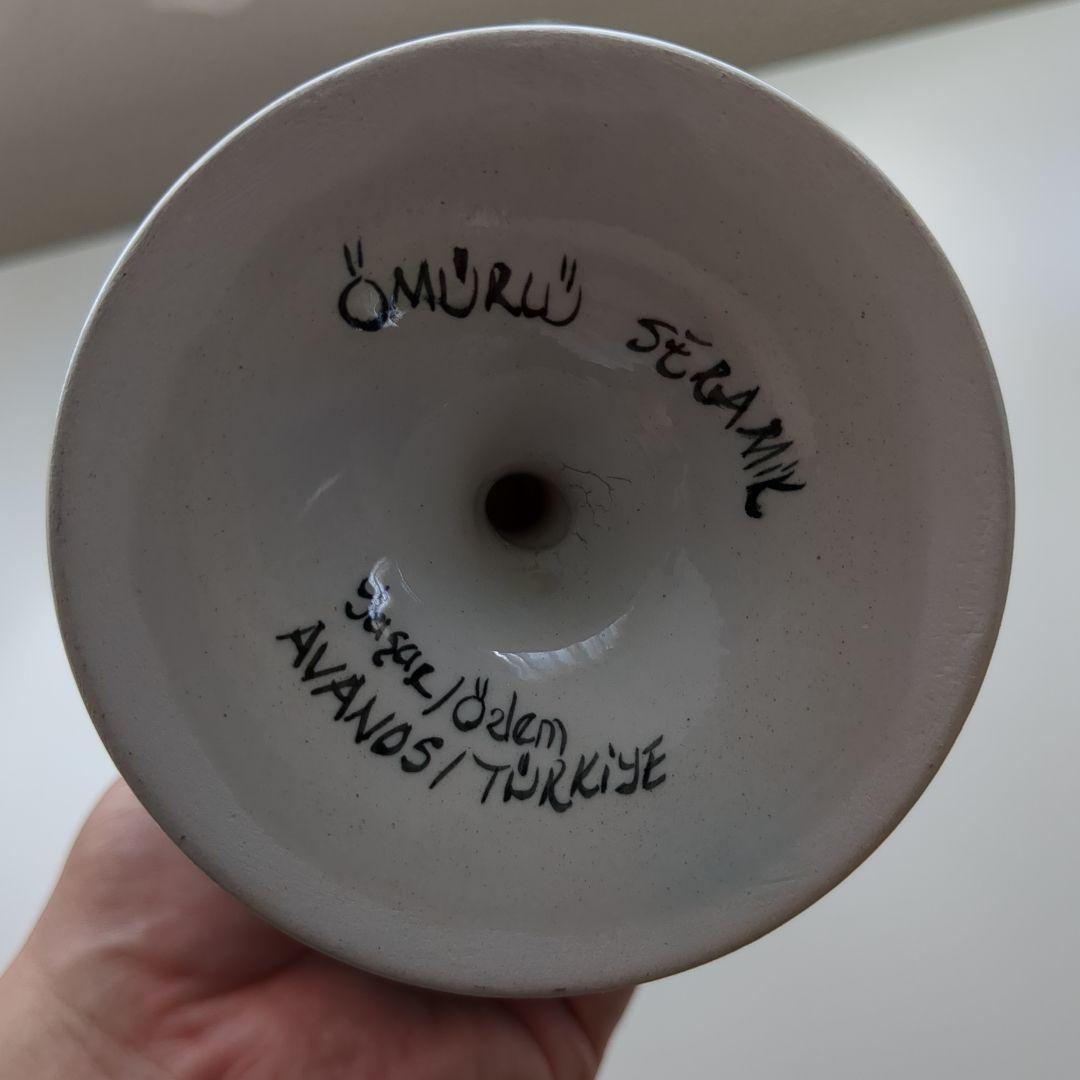 ÖMÜRLÜ SERAMİK
Yaşar/Özlem
AVANOS/TÜRKİYE